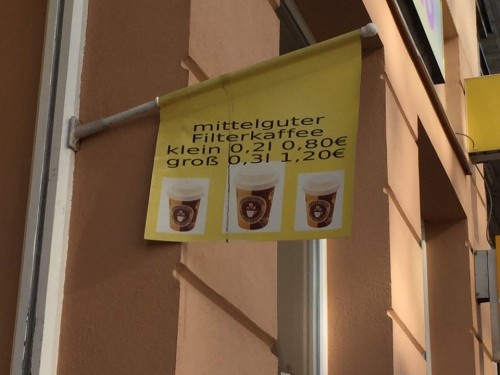 mittelguter
Filterkaffee
klein 0,2l 0,80€
groß 0,3l 1,20€